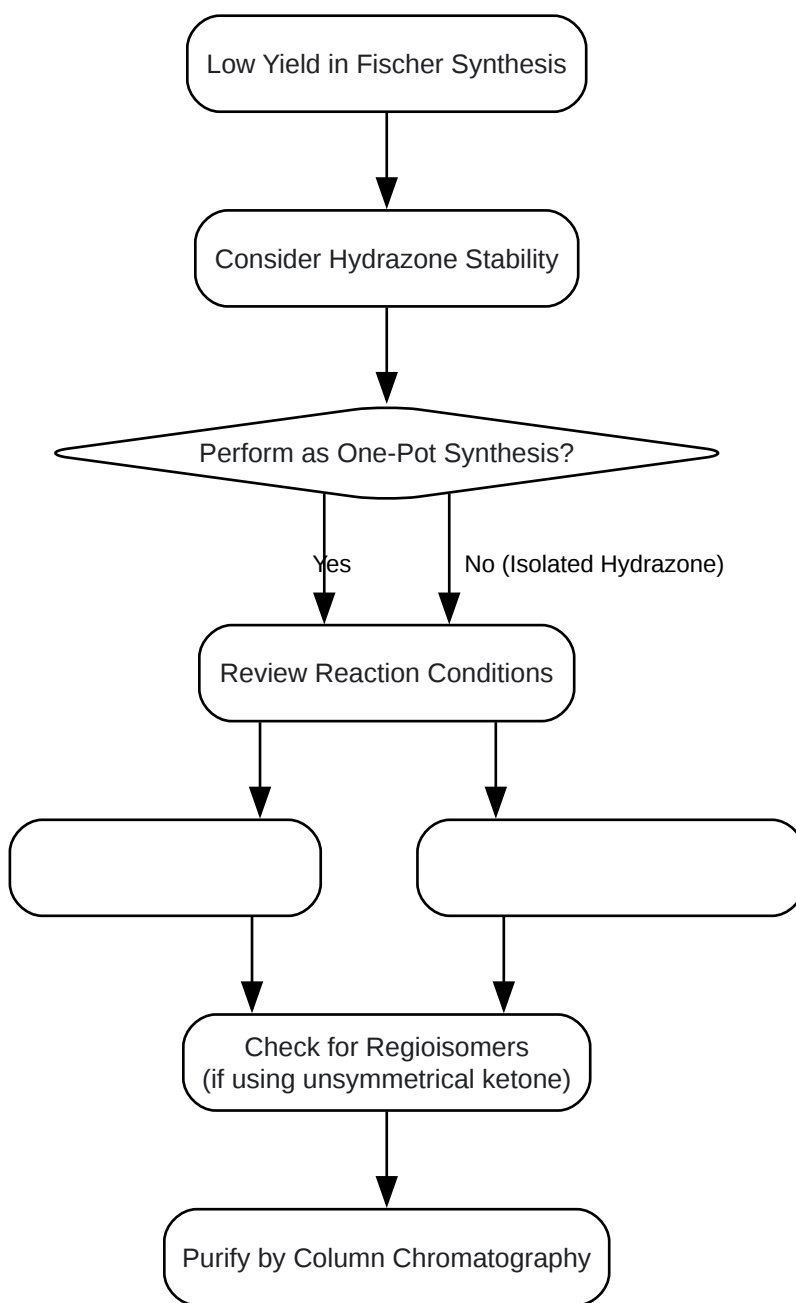 Low Yield in Fischer Synthesis
Consider Hydrazone Stability
Perform as One-Pot Synthesis?
Yes
No (Isolated Hydrazone)
Review Reaction Conditions
Check for Regioisomers
(if using unsymmetrical ketone)
Purify by Column Chromatography